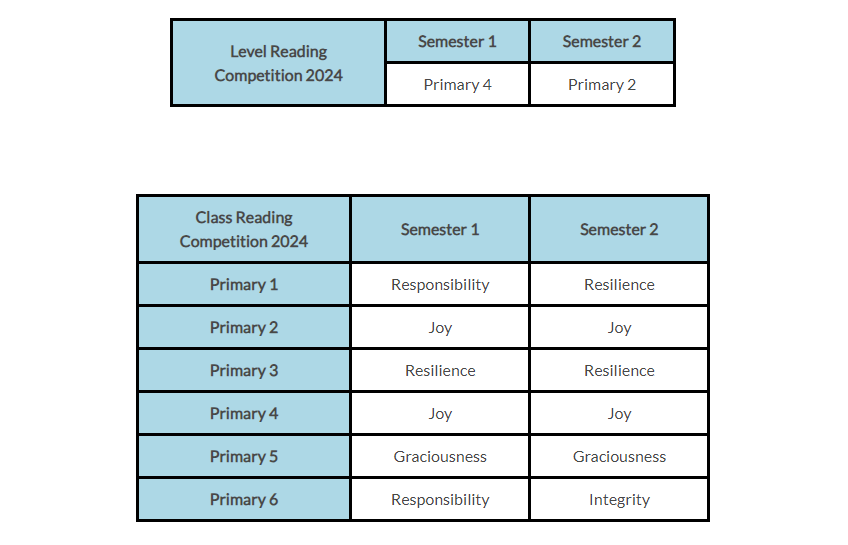 Level Reading
Competition 2024
Semester 1
Semester 2
Primary 4
Primary 2
Class Reading
Competition 2024
Semester 1
Semester 2
Primary 1
Responsibility
Resilience
Primary 2
Joy
Joy
Primary 3
Resilience
Resilience
Primary 4
Joy
Joy
Primary 5
Graciousness
Graciousness
Primary 6
Responsibility
Integrity